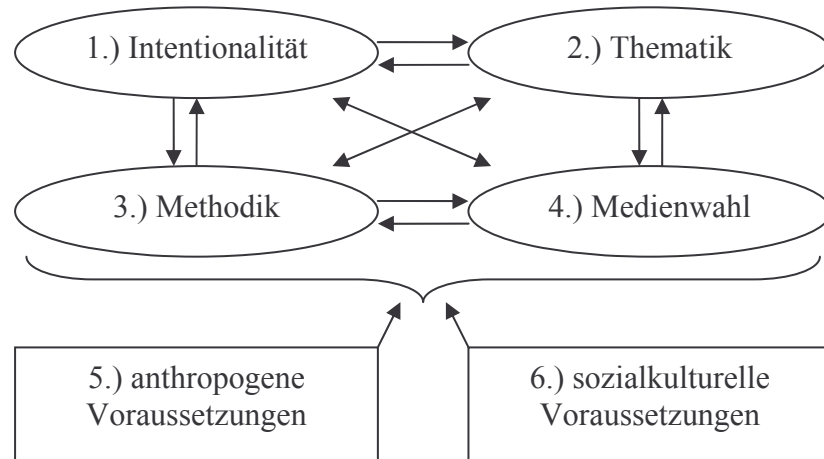 1.) Intentionalität
2.) Thematik
3.) Methodik
4.) Medienwahl
5.) anthropogene
Voraussetzungen
6.) sozialkulturelle
Voraussetzungen